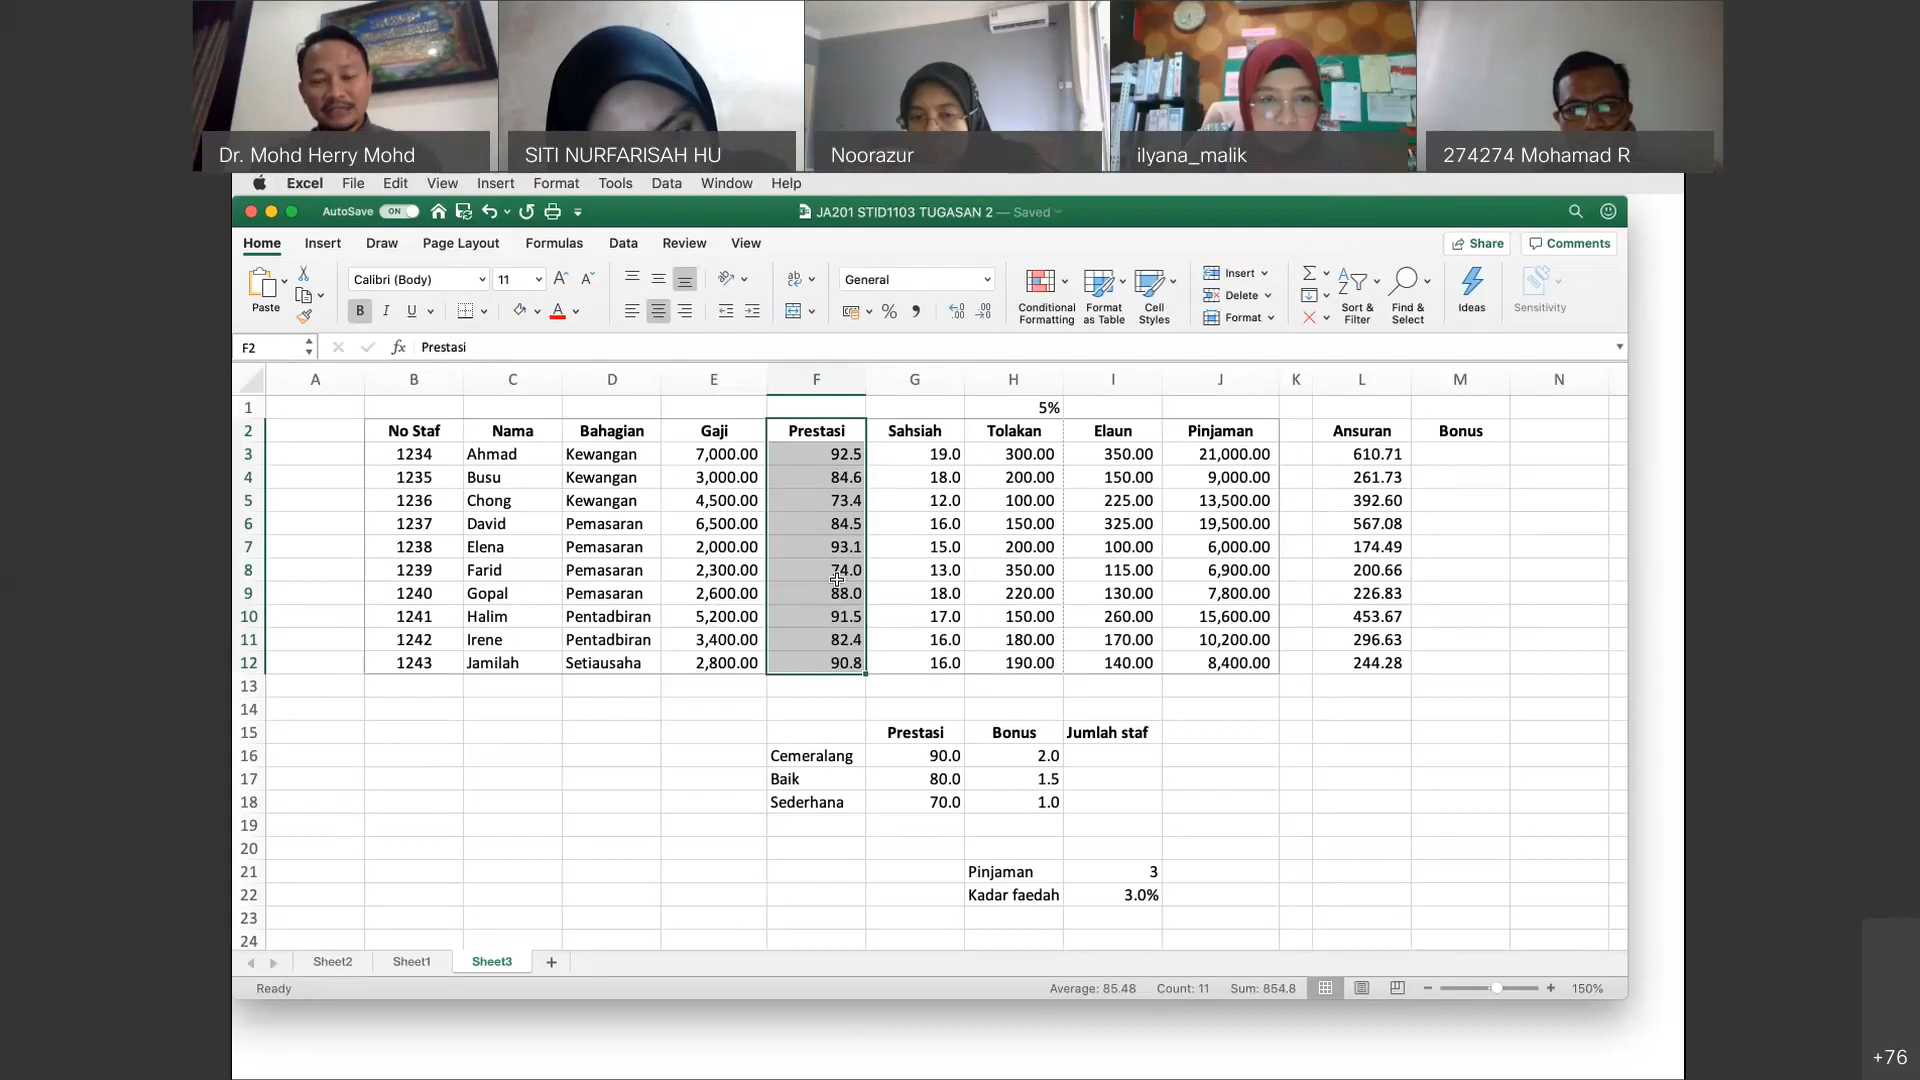 Dr. Mohd Herry Mohd
SITI NURFARISAH HU
Noorazur
ilyana_malik
274274 Mohamad R
Excel File Edit View Insert Format Tools Data Window Help
AutoSave ON JA201 STID1103 TUGASAN 2 — Saved
Home Insert Draw Page Layout Formulas Data Review View Share Comments
Paste Calibri (Body) 11 General Conditional Formatting Format as Table Cell Styles Insert Delete Format Sort & Filter Find & Select Ideas Sensitivity
F2 fx Prestasi
A B C D E F G H I J K L M N
1 5%
2 No Staf Nama Bahagian Gaji Prestasi Sahsiah Tolakan Elaun Pinjaman Ansuran Bonus
3 1234 Ahmad Kewangan 7,000.00 92.5 19.0 300.00 350.00 21,000.00 610.71
4 1235 Busu Kewangan 3,000.00 84.6 18.0 200.00 150.00 9,000.00 261.73
5 1236 Chong Kewangan 4,500.00 73.4 12.0 100.00 225.00 13,500.00 392.60
6 1237 David Pemasaran 6,500.00 84.5 16.0 150.00 325.00 19,500.00 567.08
7 1238 Elena Pemasaran 2,000.00 93.1 15.0 200.00 100.00 6,000.00 174.49
8 1239 Farid Pemasaran 2,300.00 74.0 13.0 350.00 115.00 6,900.00 200.66
9 1240 Gopal Pemasaran 2,600.00 88.0 18.0 220.00 130.00 7,800.00 226.83
10 1241 Halim Pentadbiran 5,200.00 91.5 17.0 150.00 260.00 15,600.00 453.67
11 1242 Irene Pentadbiran 3,400.00 82.4 16.0 180.00 170.00 10,200.00 296.63
12 1243 Jamilah Setiausaha 2,800.00 90.8 16.0 190.00 140.00 8,400.00 244.28
13
14
15 Prestasi Bonus Jumlah staf
16 Cemeralang 90.0 2.0
17 Baik 80.0 1.5
18 Sederhana 70.0 1.0
19
20
21 Pinjaman 3
22 Kadar faedah 3.0%
23
24
Sheet2 Sheet1 Sheet3 +
Ready Average: 85.48 Count: 11 Sum: 854.8 150%
+76